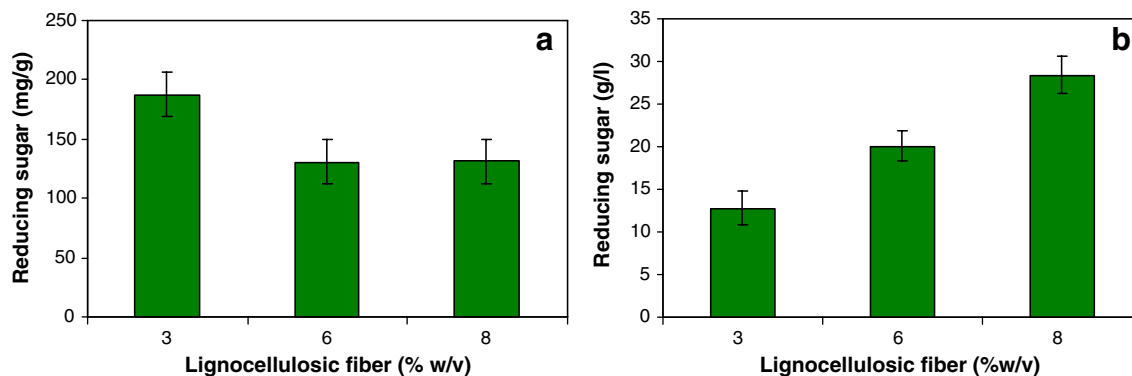 a
Reducing sugar (mg/g)
250
200
150
100
50
0
3 6 8
Lignocellulosic fiber (% w/v)
b
Reducing sugar (g/l)
35
30
25
20
15
10
5
0
3 6 8
Lignocellulosic fiber (%w/v)